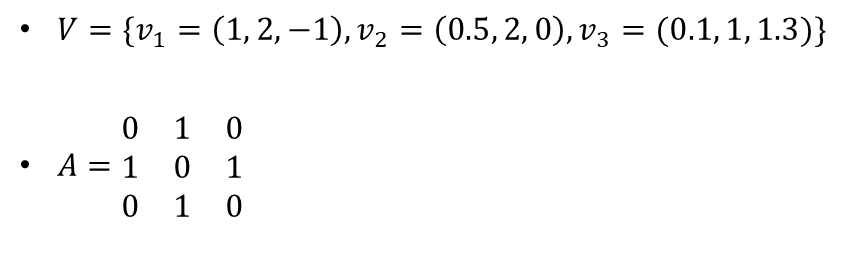 • V = {v₁ = (1, 2, −1), v₂ = (0.5, 2, 0), v₃ = (0.1, 1, 1.3)}
0 1 0
• A = 1 0 1
0 1 0